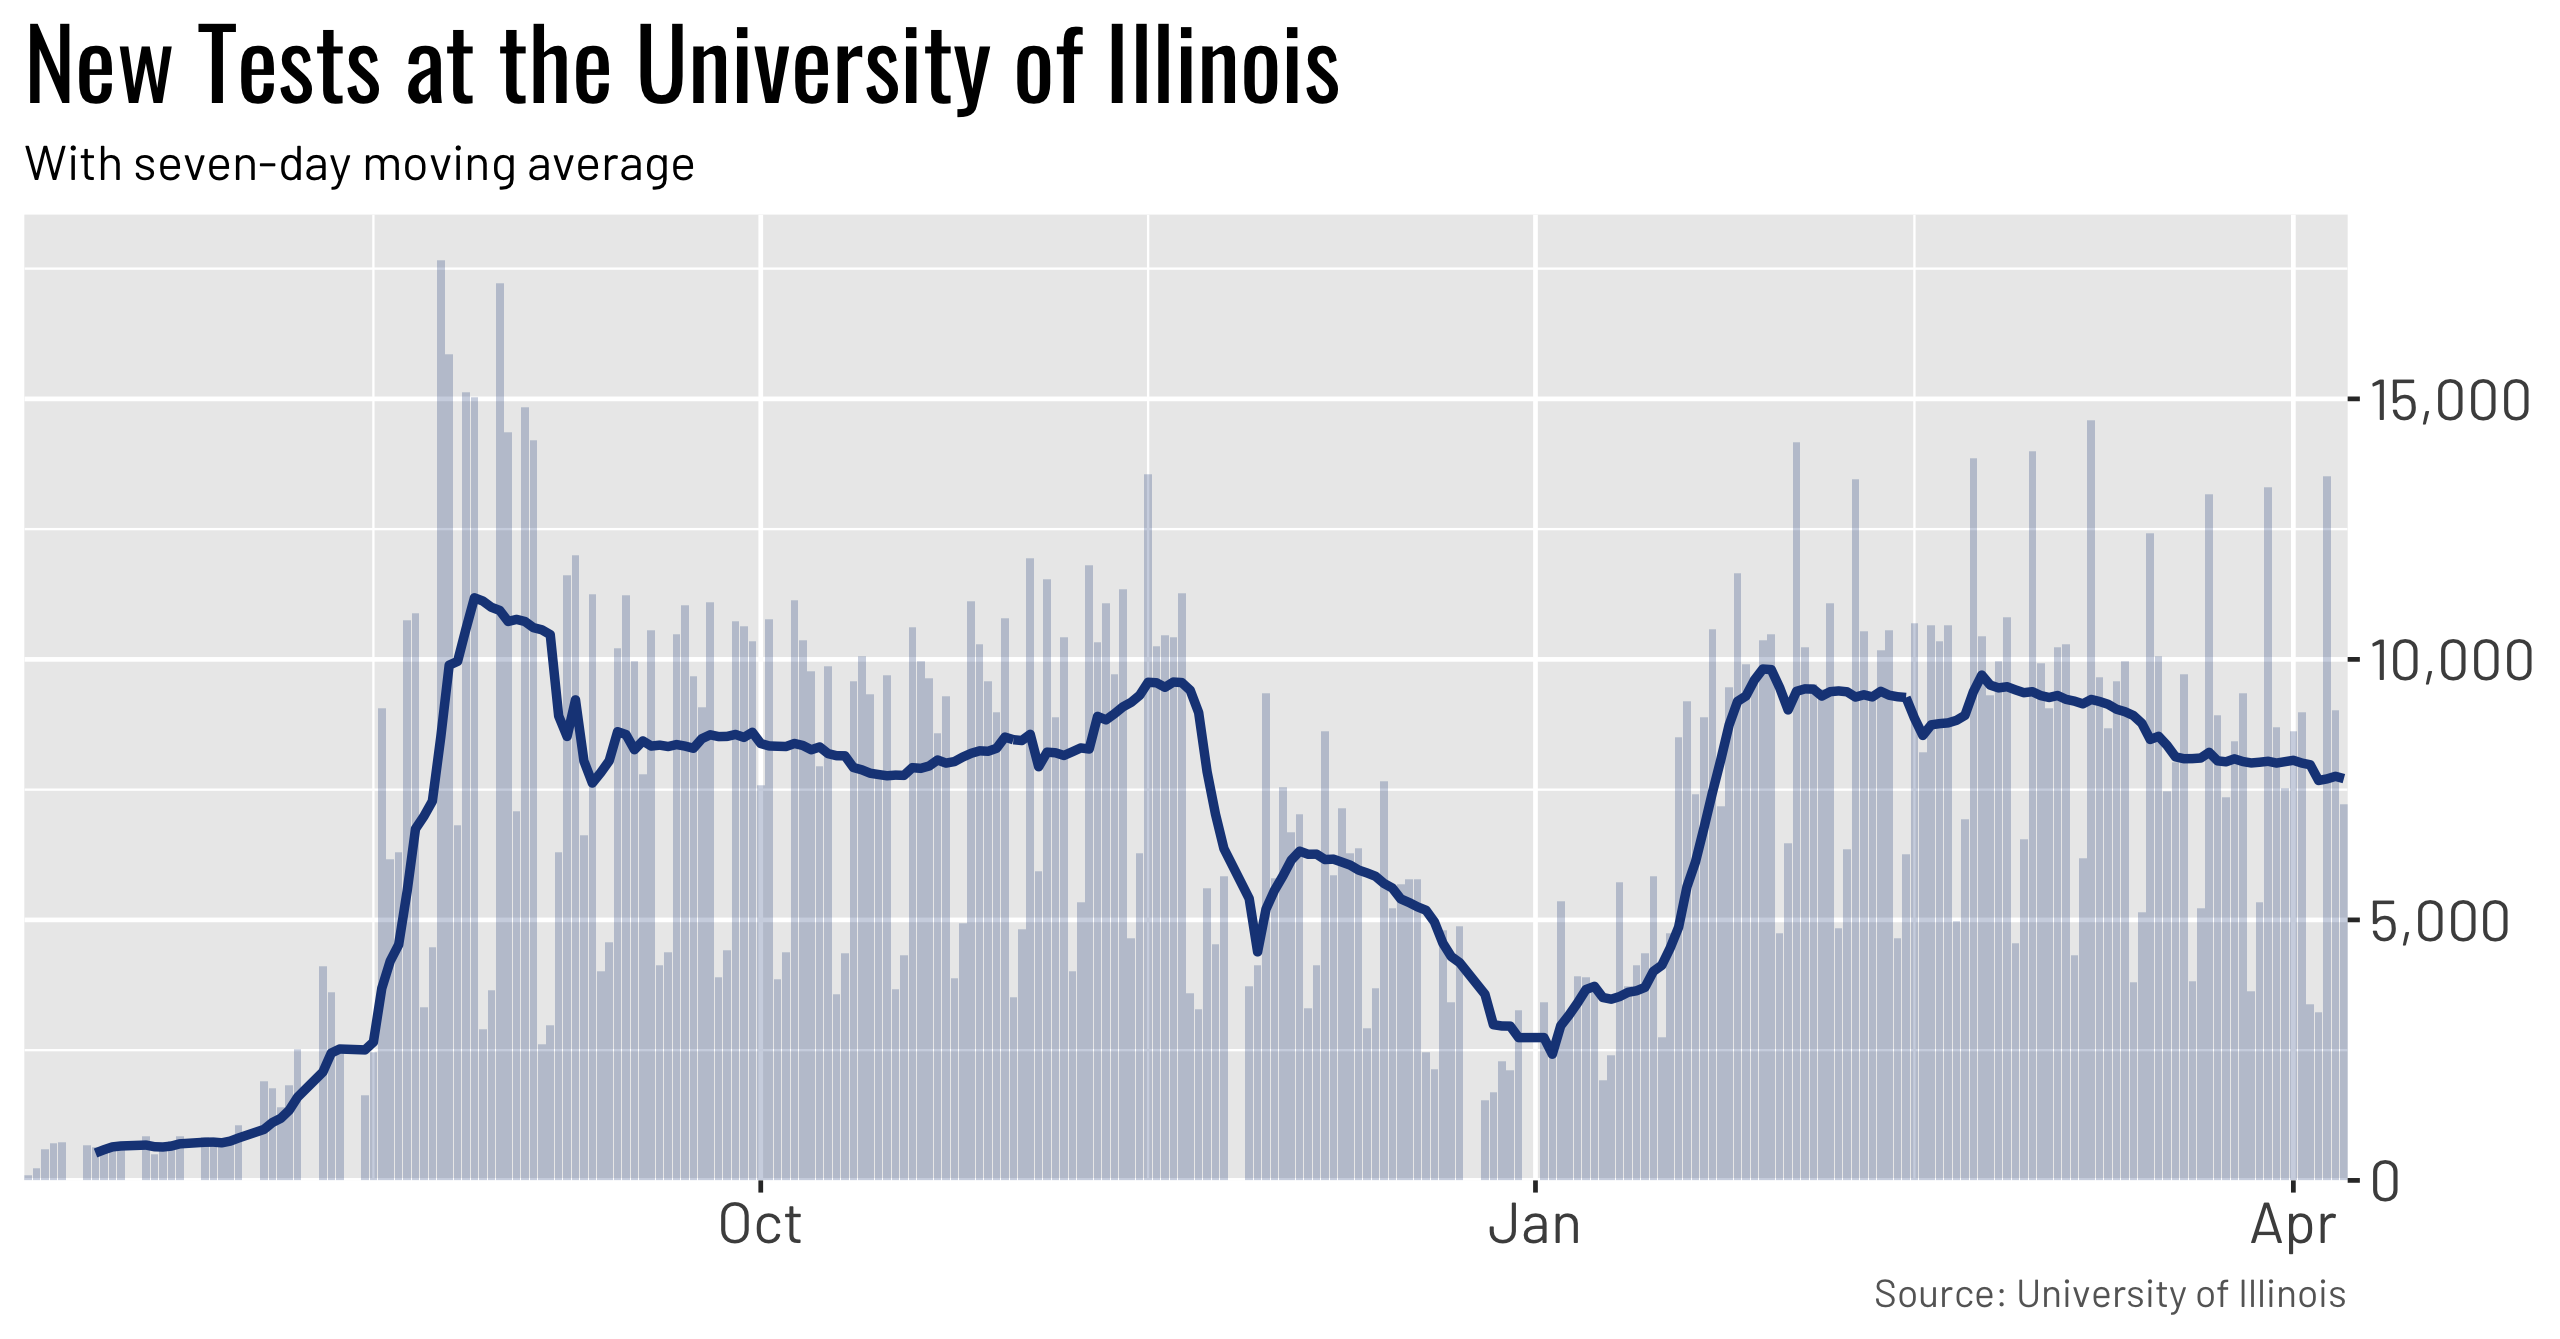 New Tests at the University of Illinois
With seven-day moving average
15,000
10,000
5,000
0
Oct Jan Apr
Source: University of Illinois